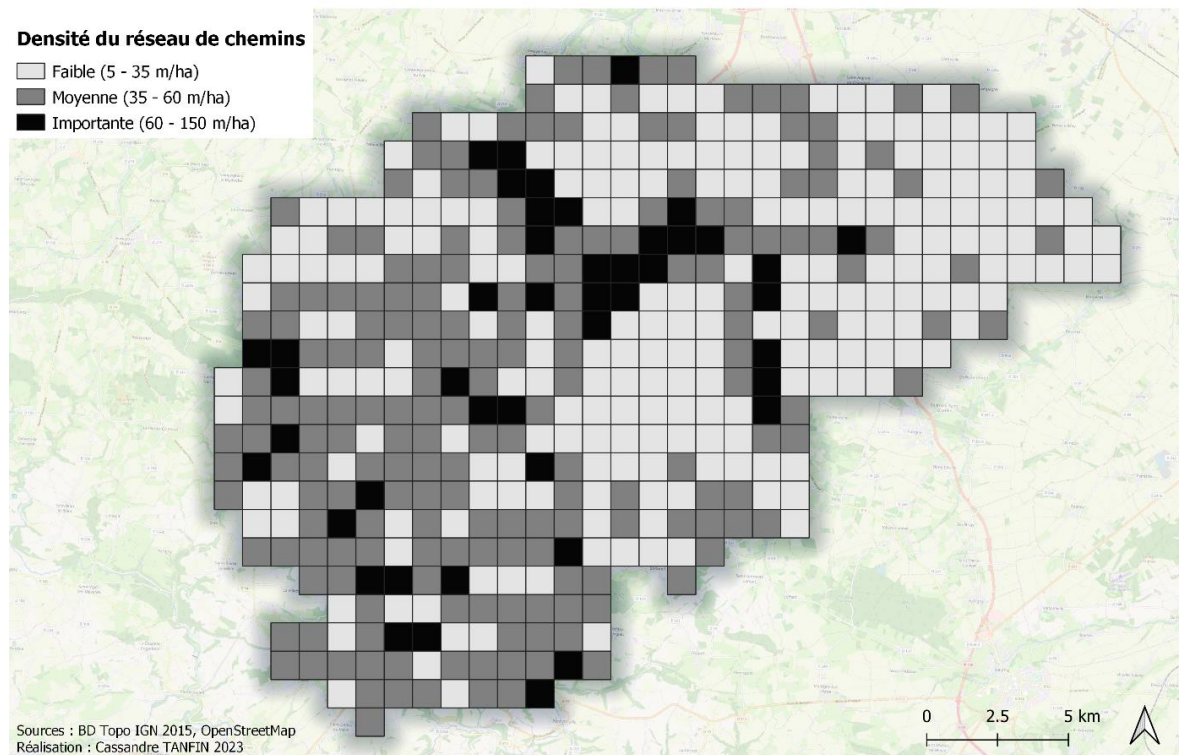 Densité du réseau de chemins
Faible (5 - 35 m/ha)
Moyenne (35 - 60 m/ha)
Importante (60 - 150 m/ha)
Sources : BD Topo IGN 2015, OpenStreetMap
Réalisation : Cassandre TANFIN 2023
0 2.5 5 km